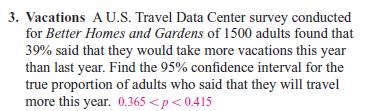 3. Vacations A U.S. Travel Data Center survey conducted
for Better Homes and Gardens of 1500 adults found that
39% said that they would take more vacations this year
than last year. Find the 95% confidence interval for the
true proportion of adults who said that they will travel
more this year. 0.365 < p < 0.415